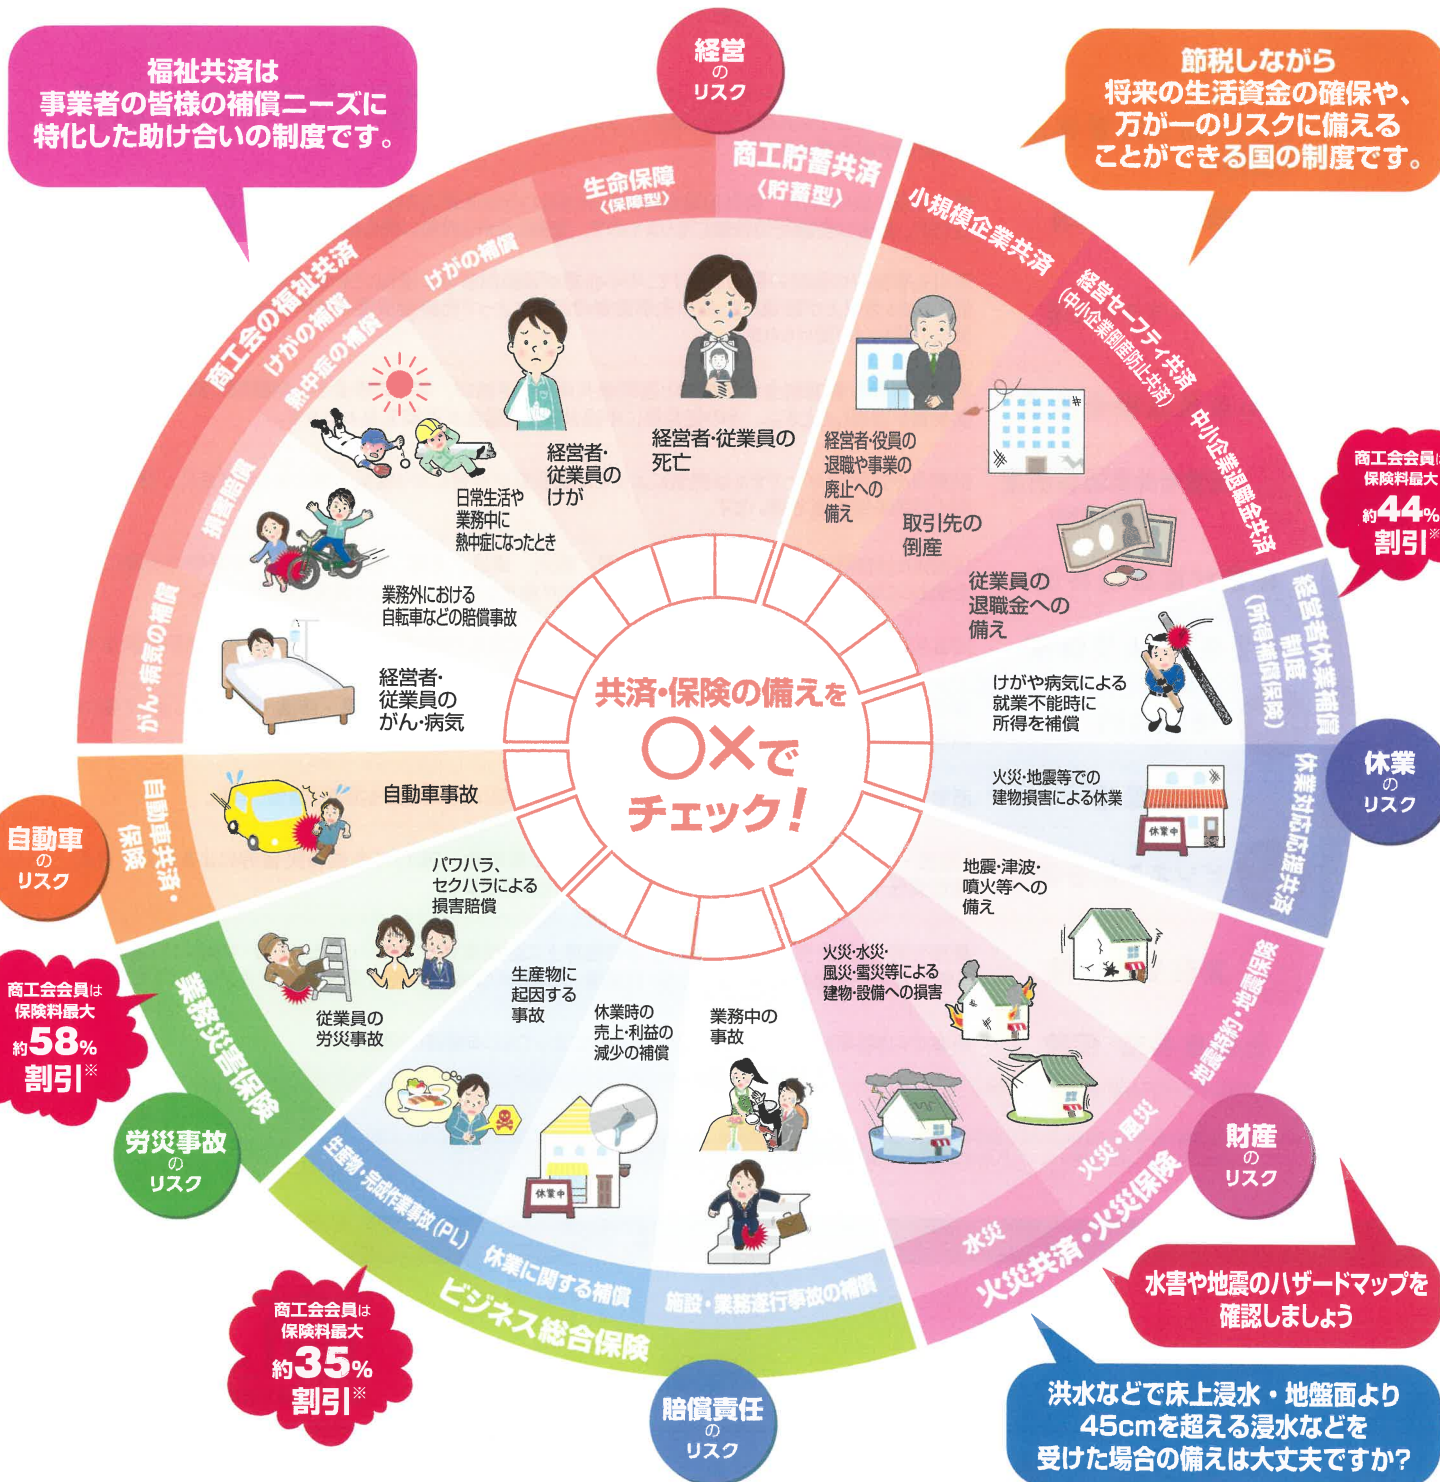 福祉共済は
事業者の皆様の補償ニーズに
特化した助け合いの制度です。
経営
の
リスク
節税しながら
将来の生活資金の確保や、
万が一のリスクに備える
ことができる国の制度です。
商工会の福祉共済
生命保障
〈保障型〉
商工貯蓄共済
〈貯蓄型〉
けがの補償
けがの補償
熱中症の補償
損害賠償
がん・病気の補償
小規模企業共済
経営セーフティ共済
(中小企業倒産防止共済)
中小企業退職金共済
経営者・従業員の
死亡
経営者・
従業員の
けが
日常生活や
業務中に
熱中症になったとき
業務外における
自転車などの賠償事故
経営者・
従業員の
がん・病気
経営者・役員の
退職や事業の
廃止への
備え
取引先の
倒産
従業員の
退職金への
備え
商工会会員は
保険料最大
約44%
割引※
経営者休業補償
制度
(所得補償保険)
けがや病気による
就業不能時に
所得を補償
休業
の
リスク
休業対応応援共済
火災・地震等での
建物損害による休業
休業中
共済・保険の備えを
○×で
チェック!
自動車
の
リスク
自動車共済・
保険
自動車事故
パワハラ、
セクハラによる
損害賠償
従業員の
労災事故
業務災害保険
商工会会員は
保険料最大
約58%
割引※
労災事故
の
リスク
生産物に
起因する
事故
休業時の
売上・利益の
減少の補償
業務中の
事故
休業中
生産物・完成作業事故(PL)
休業に関する補償
施設・業務遂行事故の補償
ビジネス総合保険
商工会会員は
保険料最大
約35%
割引※
賠償責任
の
リスク
地震・津波・
噴火等への
備え
火災・水災・
風災・雪災等による
建物・設備への損害
地震特約・地震保険
火災・風災
水災
火災共済・火災保険
財産
の
リスク
水害や地震のハザードマップを
確認しましょう
洪水などで床上浸水・地盤面より
45cmを超える浸水などを
受けた場合の備えは大丈夫ですか?